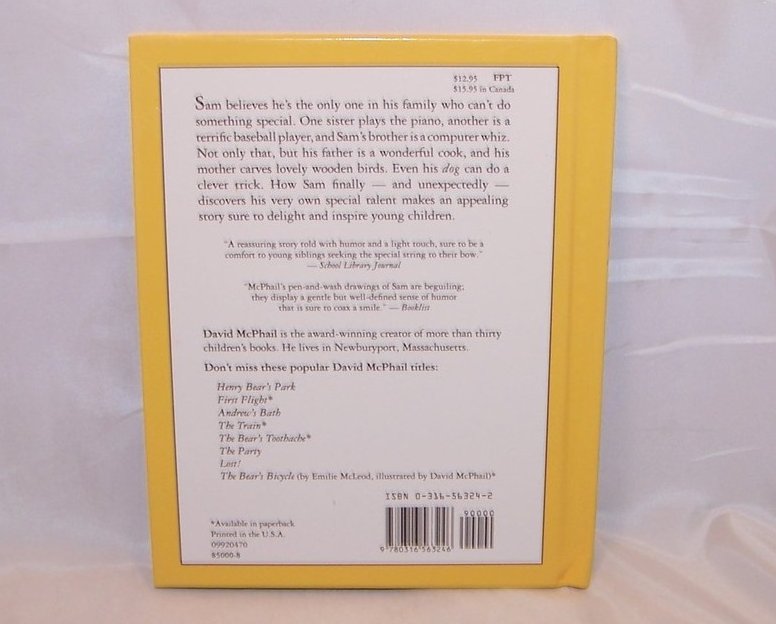 $12.95 FPT
$15.95 in Canada
Sam believes he's the only one in his family who can't do
something special. One sister plays the piano, another is a
terrific baseball player, and Sam's brother is a computer whiz.
Not only that, but his father is a wonderful cook, and his
mother carves lovely wooden birds. Even his dog can do a
clever trick. How Sam finally — and unexpectedly —
discovers his very own special talent makes an appealing
story sure to delight and inspire young children.
"A reassuring story told with humor and a light touch, sure to be a
comfort to young siblings seeking the special string to their bow."
— School Library Journal
"McPhail's pen-and-wash drawings of Sam are beguiling;
they display a gentle but well-defined sense of humor
that is sure to coax a smile." — Booklist
David McPhail is the award-winning creator of more than thirty
children's books. He lives in Newburyport, Massachusetts.
Don't miss these popular David McPhail titles:
Henry Bear's Park
First Flight*
Andrew's Bath
The Train*
The Bear's Toothache*
The Party
Lost!
The Bear's Bicycle (by Emilie McLeod, illustrated by David McPhail)*
ISBN 0-316-56324-2
90000
9 780316 563246
*Available in paperback
Printed in the U.S.A.
09920470
85000-8